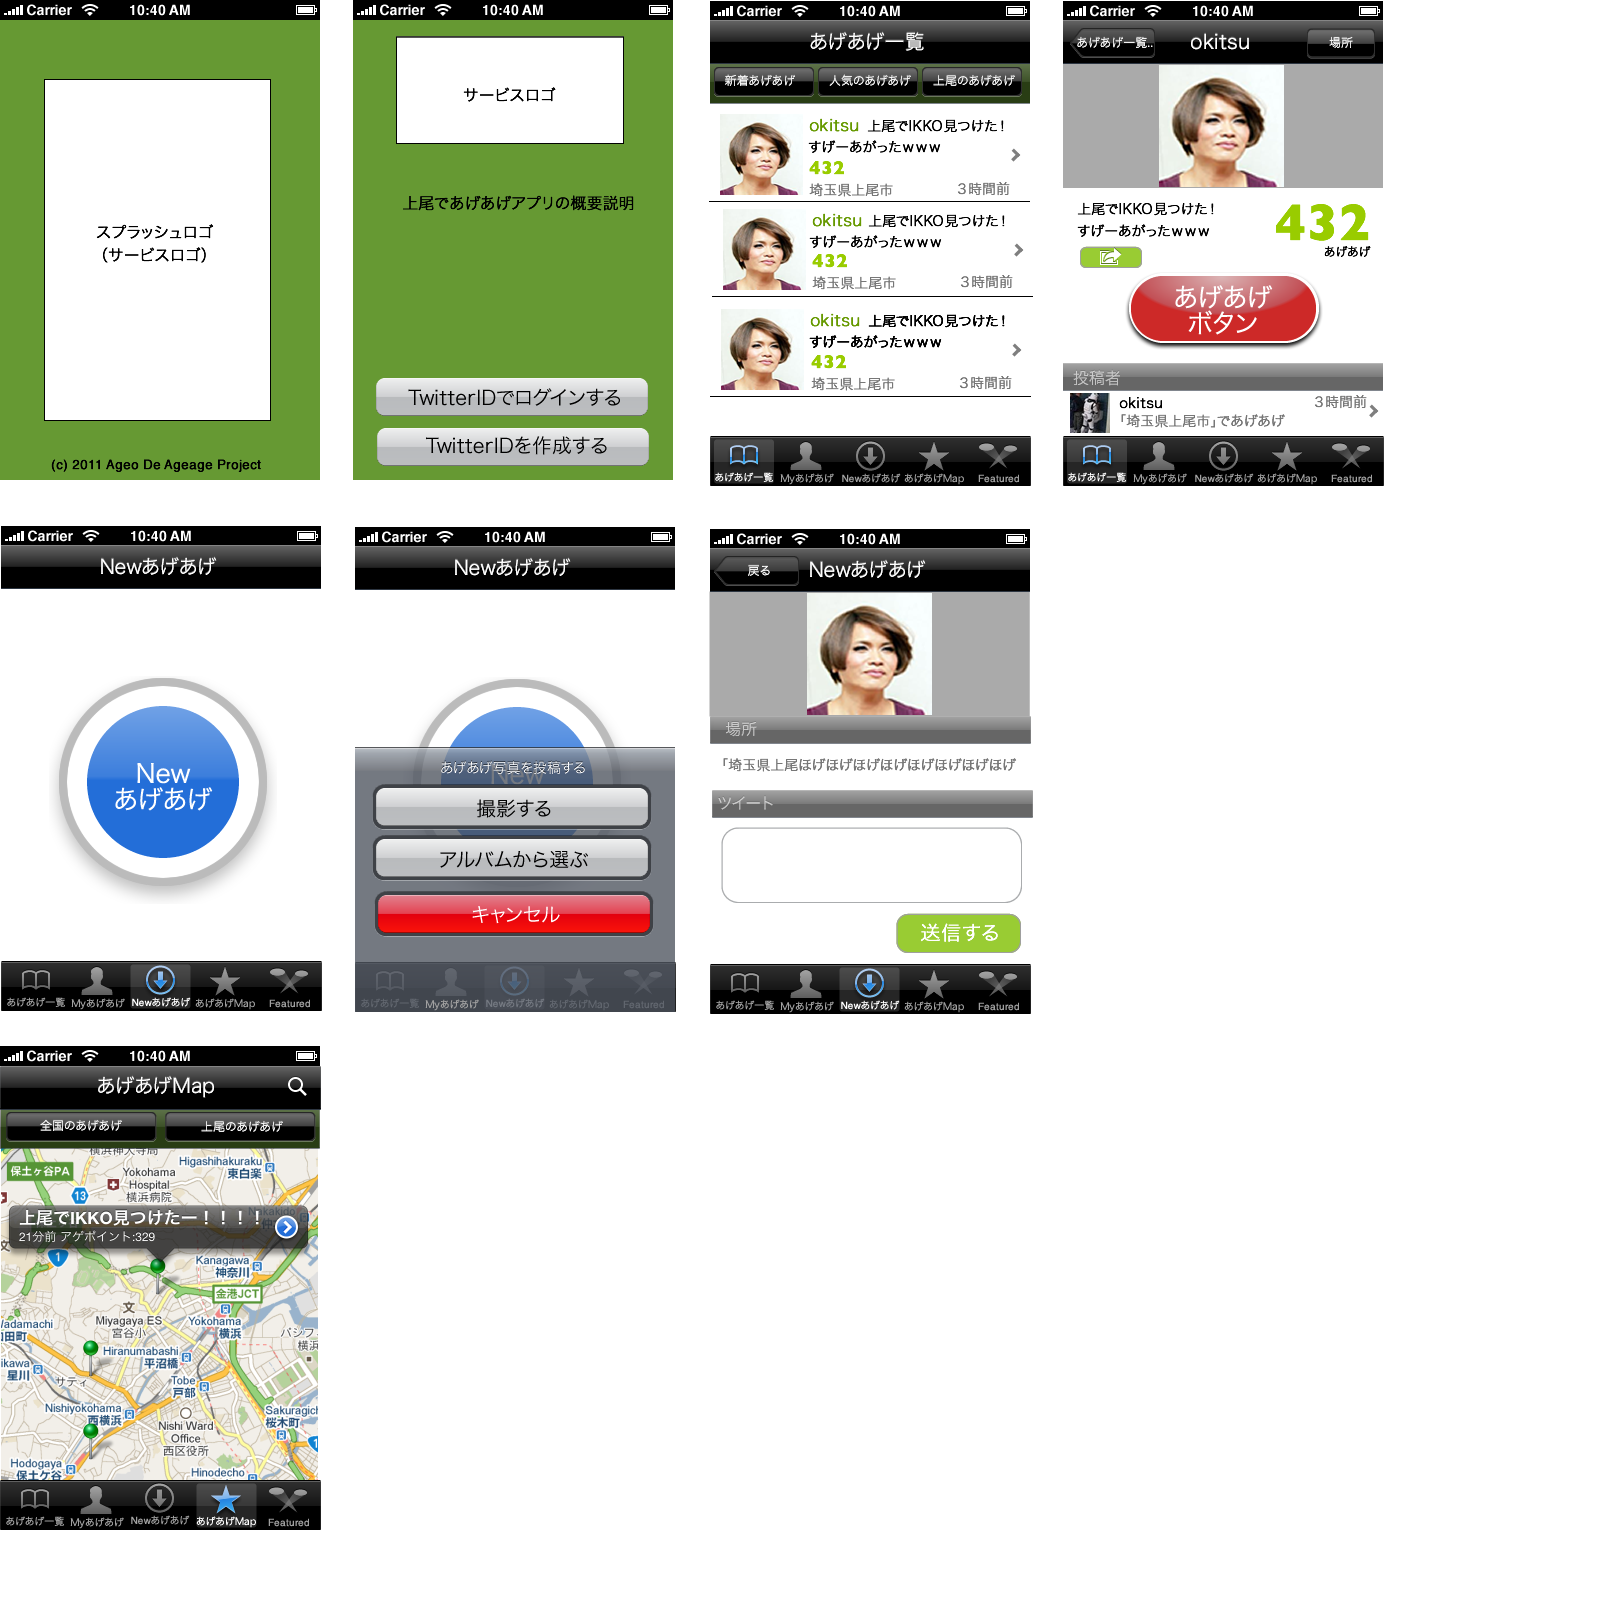 Carrier 10:40 AM
スプラッシュロゴ
（サービスロゴ）
(c) 2011 Ageo De Ageage Project
Carrier 10:40 AM
サービスロゴ
上尾であげあげアプリの概要説明
TwitterIDでログインする
TwitterIDを作成する
Carrier 10:40 AM
あげあげ一覧
新着あげあげ 人気のあげあげ 上尾のあげあげ
okitsu 上尾でIKKO見つけた！
すげーあがったｗｗｗ
432
埼玉県上尾市 3時間前
okitsu 上尾でIKKO見つけた！
すげーあがったｗｗｗ
432
埼玉県上尾市 3時間前
okitsu 上尾でIKKO見つけた！
すげーあがったｗｗｗ
432
埼玉県上尾市 3時間前
あげあげ一覧 Myあげあげ Newあげあげ あげあげMap Featured
Carrier 10:40 AM
あげあげ一覧.. okitsu 場所
上尾でIKKO見つけた！
すげーあがったｗｗｗ
432
あげあげ
あげあげ
ボタン
投稿者
okitsu 3時間前
「埼玉県上尾市」であげあげ
あげあげ一覧 Myあげあげ Newあげあげ あげあげMap Featured
Carrier 10:40 AM
Newあげあげ
New
あげあげ
あげあげ一覧 Myあげあげ Newあげあげ あげあげMap Featured
Carrier 10:40 AM
Newあげあげ
あげあげ写真を投稿する
New
撮影する
アルバムから選ぶ
キャンセル
あげあげ一覧 Myあげあげ Newあげあげ あげあげMap Featured
Carrier 10:40 AM
戻る Newあげあげ
場所
「埼玉県上尾ほげほげほげほげほげほげほげほげ
ツイート
送信する
あげあげ一覧 Myあげあげ Newあげあげ あげあげMap Featured
Carrier 10:40 AM
あげあげMap
全国のあげあげ 上尾のあげあげ
Higashihakuraku
東白楽
保土ヶ谷PA
Yokohama
Hospital
横浜病院
13
上尾でIKKO見つけたー！！！！
21分前 アゲポイント:329
1
Kanagawa
神奈川
金港JCT
文
Miyagaya ES
宮谷小
Yokohama
横浜
Hiranumabashi
平沼橋
星川
サティ
Tobe
戸部
Nishiyokohama
西横浜
Nishi Ward
Office
西区役所
Sakuragich
桜木町
Hodogaya
保土ケ谷
Hinodecho
あげあげ一覧 Myあげあげ Newあげあげ あげあげMap Featured